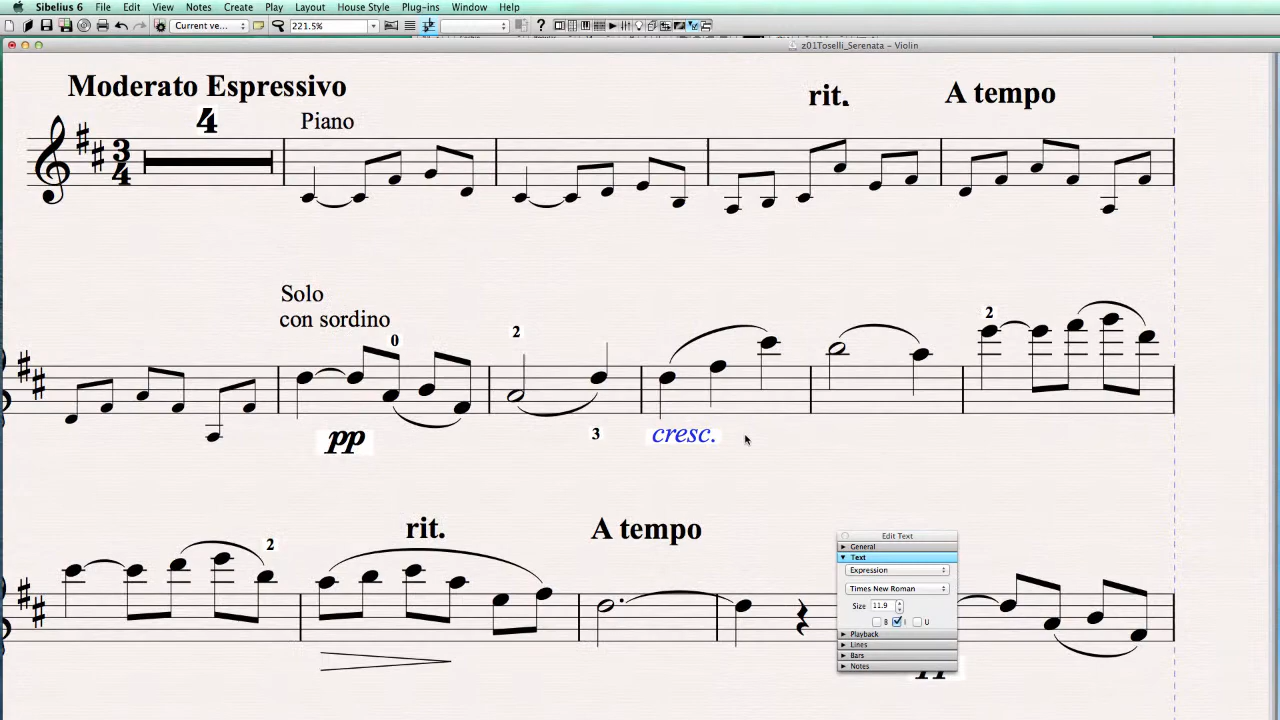 Sibelius 6 File Edit View Notes Create Play Layout House Style Plug-ins Window Help
Current ve... 221.5%
z01Toselli_Serenata – Violin
Moderato Espressivo
rit. A tempo
4
Piano
3
4
Solo
con sordino
0
2
2
pp
3
cresc.
rit. A tempo
2
Edit Text
General
Text
Expression
Times New Roman
Size 11.9
B I U
Playback
Lines
Bars
Notes